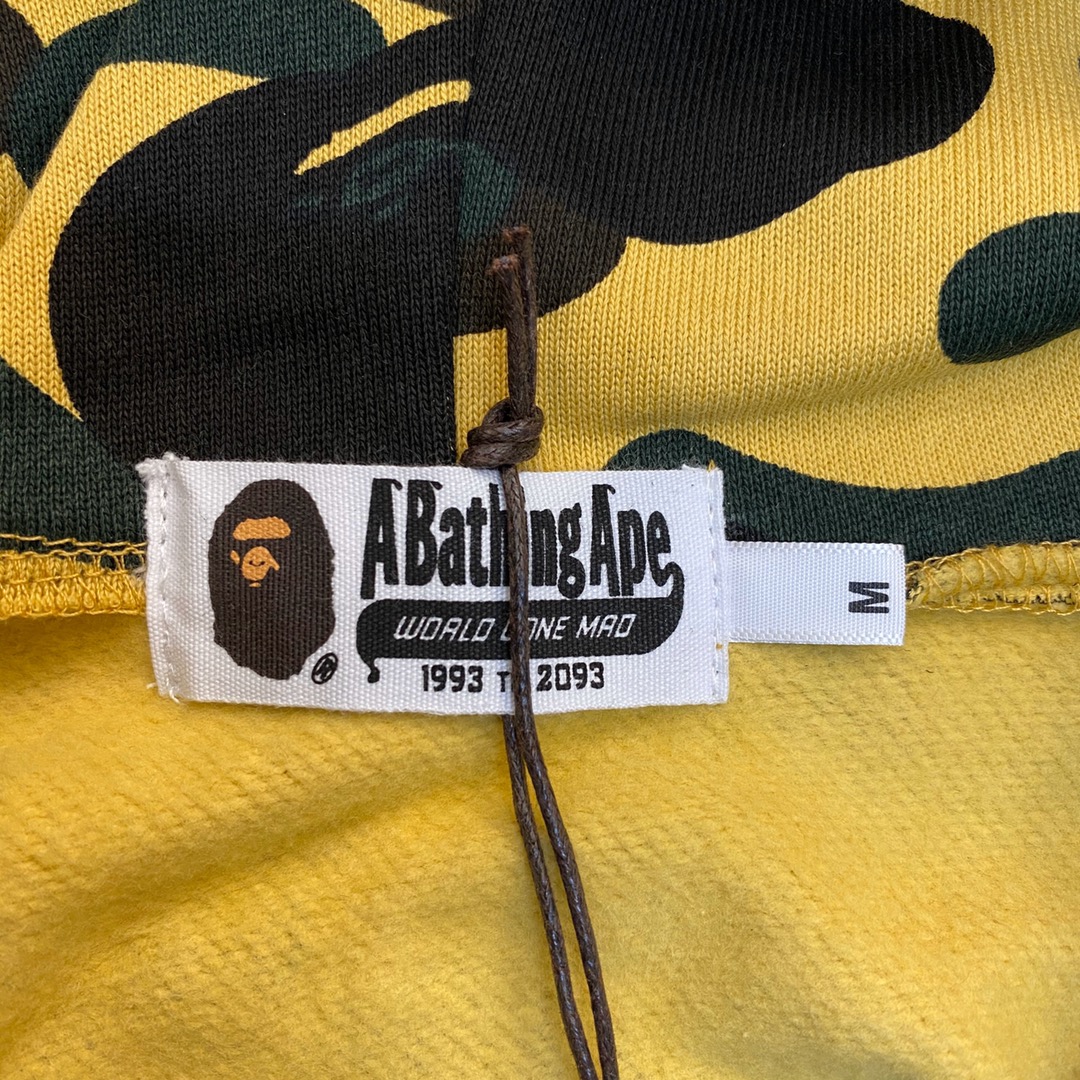 A Bathing Ape
WORLD GONE MAD
1993 TO 2093
®
M